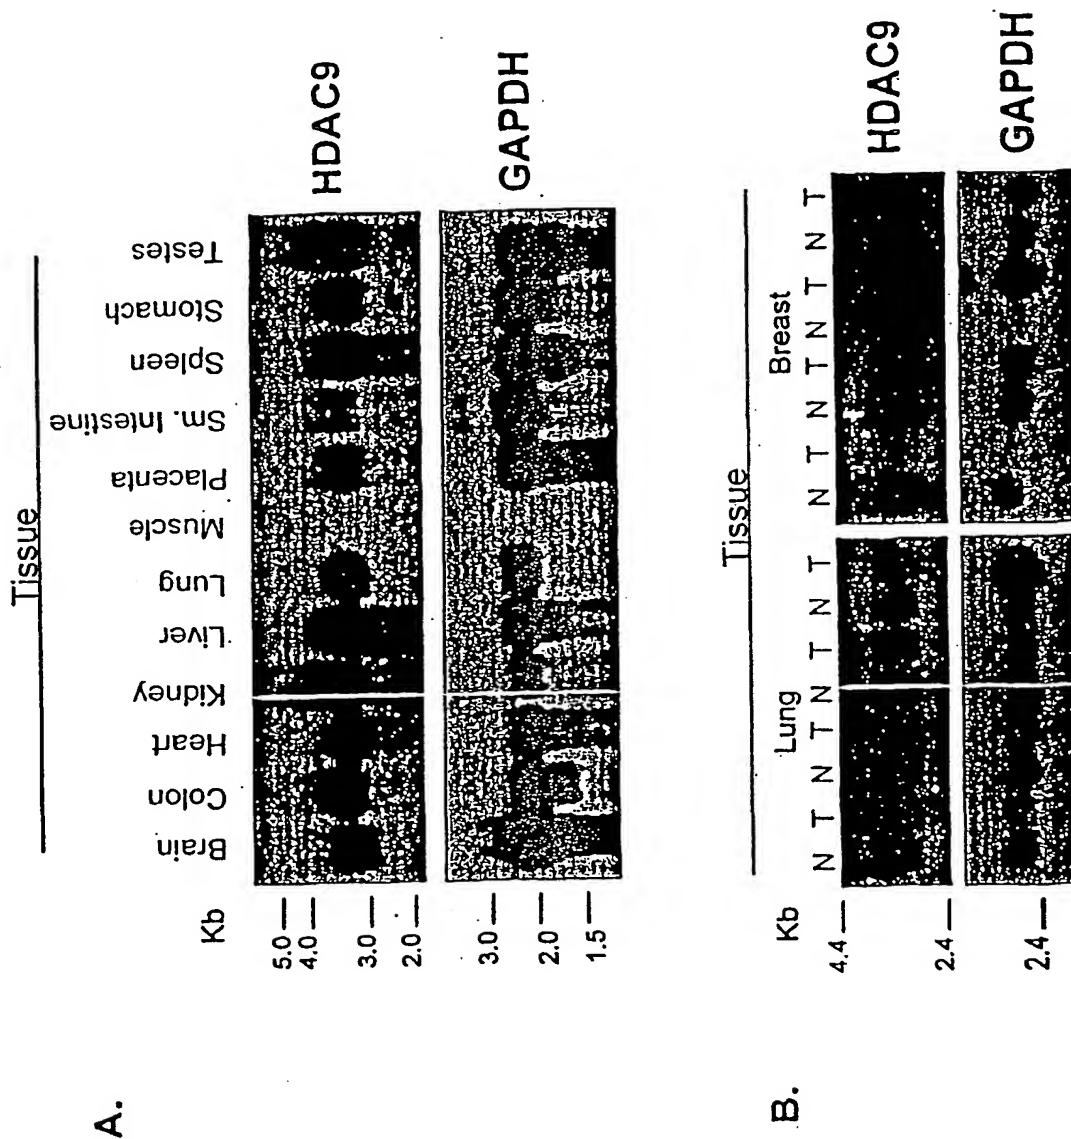 A.
Tissue
Kb
Brain
Colon
Heart
Kidney
Liver
Lung
Muscle
Placenta
Sm. Intestine
Spleen
Stomach
Testes
5.0
4.0
3.0
2.0
HDAC9
3.0
2.0
1.5
GAPDH
B.
Tissue
Lung
Breast
Kb
N T N T N T N T N T N T N T N T
4.4
2.4
HDAC9
2.4
GAPDH